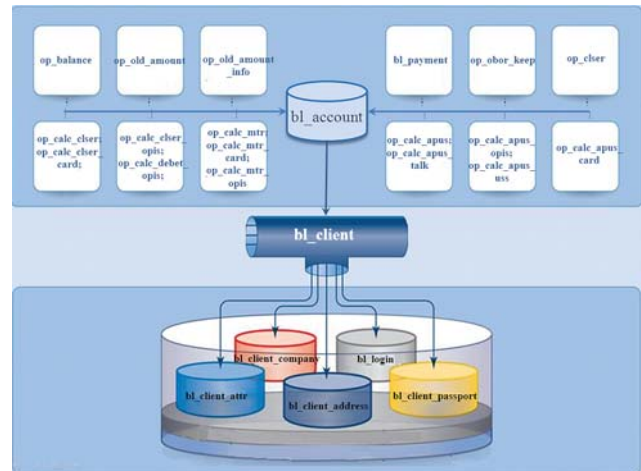 op_balance
op_old_amount
op_old_amount
_info
bl_payment
op_obor_keep
op_clser
bl_account
op_calc_clser;
op_calc_clser_
card;
op_calc_clser_
opis;
op_calc_debet_
opis;
op_calc_mtr;
op_calc_mtr_
card;
op_calc_mtr_
opis
op_calc_apus;
op_calc_apus_
talk
op_calc_apus_
opis;
op_calc_apus_
uss
op_calc_apus_
card
bl_client
bl_client_company
bl_login
bl_client_attr
bl_client_address
bl_client_passport